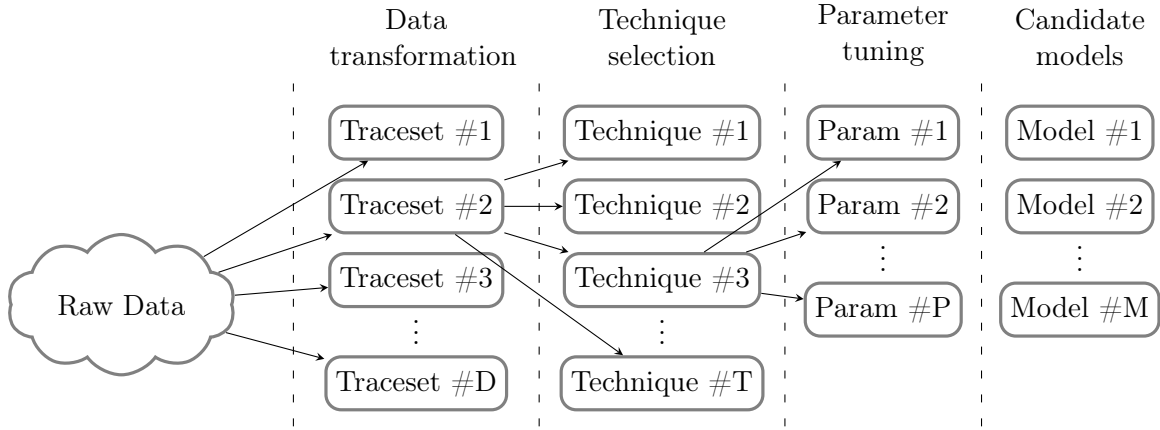 Data
transformation
Technique
selection
Parameter
tuning
Candidate
models
Traceset #1
Technique #1
Param #1
Model #1
Traceset #2
Technique #2
Param #2
Model #2
Traceset #3
Technique #3
⋮
⋮
Raw Data
Param #P
Model #M
⋮
⋮
Traceset #D
Technique #T